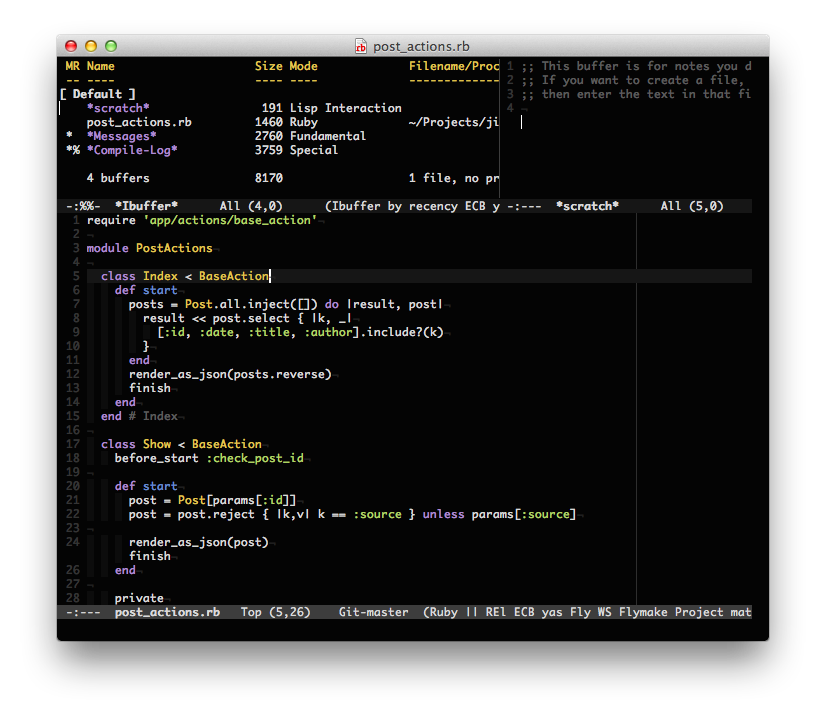 post_actions.rb
MR Name Size Mode Filename/Proc
-- ---- ---- ---- -------------
[ Default ]
*scratch* 191 Lisp Interaction
post_actions.rb 1460 Ruby ~/Projects/ji
* *Messages* 2760 Fundamental
*% *Compile-Log* 3759 Special
4 buffers 8170 1 file, no pr
-:%%- *Ibuffer* All (4,0) (Ibuffer by recency ECB y
1 ;; This buffer is for notes you d
2 ;; If you want to create a file,
3 ;; then enter the text in that fi
4 ¬
-:--- *scratch* All (5,0)
1 require 'app/actions/base_action'¬
2 ¬
3 module PostActions¬
4 ¬
5   class Index < BaseAction
6     def start¬
7       posts = Post.all.inject([]) do |result, post|¬
8         result << post.select { |k, _|¬
9           [:id, :date, :title, :author].include?(k)¬
10         }¬
11       end¬
12       render_as_json(posts.reverse)¬
13       finish¬
14     end¬
15   end # Index¬
16 ¬
17   class Show < BaseAction¬
18     before_start :check_post_id¬
19 ¬
20     def start¬
21       post = Post[params[:id]]¬
22       post = post.reject { |k,v| k == :source } unless params[:source]¬
23 ¬
24       render_as_json(post)¬
finish¬
26     end¬
27 ¬
28     private¬
-:--- post_actions.rb Top (5,26) Git-master (Ruby || REl ECB yas Fly WS Flymake Project mat